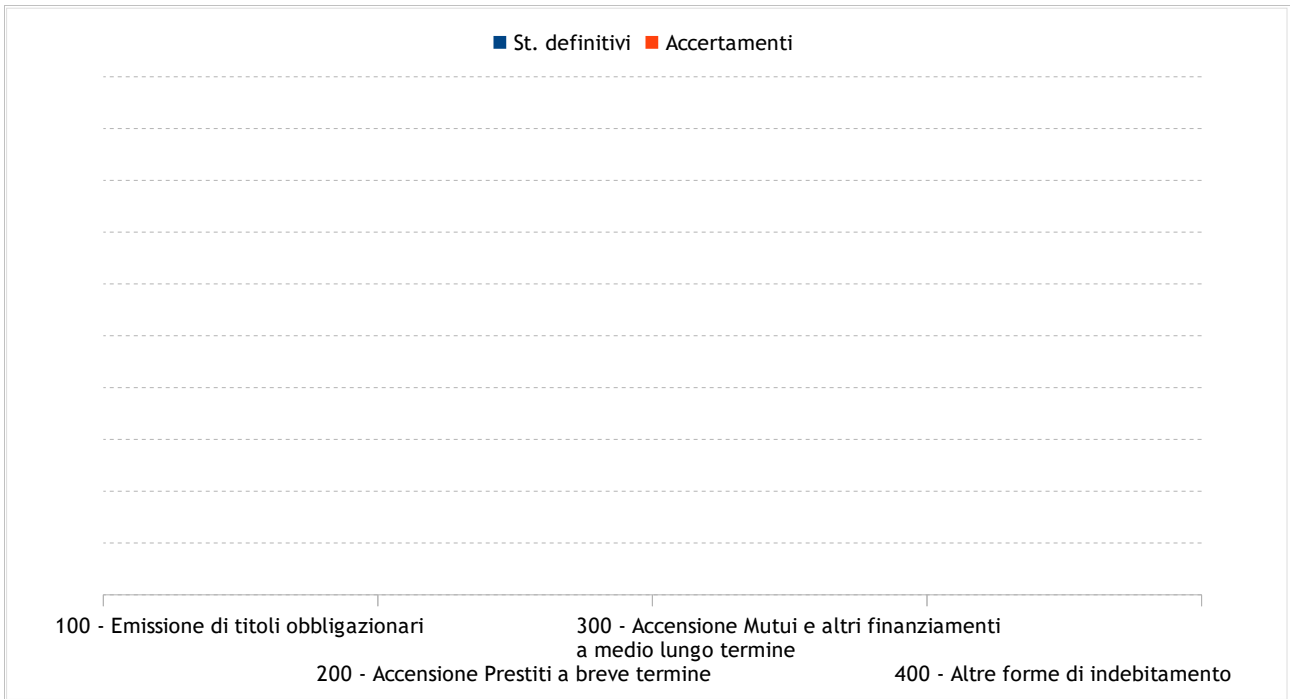 St. definitivi Accertamenti
100 - Emissione di titoli obbligazionari
200 - Accensione Prestiti a breve termine
300 - Accensione Mutui e altri finanziamenti
a medio lungo termine
400 - Altre forme di indebitamento